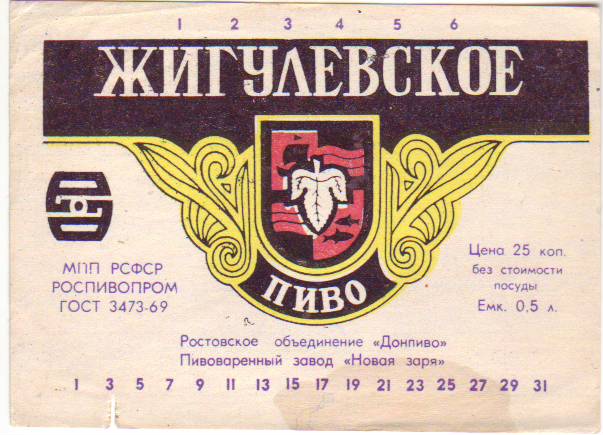 1 2 3 4 5 6
ЖИГУЛЕВСКОЕ
ПИВО
МПП РСФСР
РОСПИВОПРОМ
ГОСТ 3473-69
Цена 25 коп.
без стоимости
посуды
Емк. 0,5 л.
Ростовское объединение «Донпиво»
Пивоваренный завод «Новая заря»
1 3 5 7 9 11 13 15 17 19 21 23 25 27 29 31